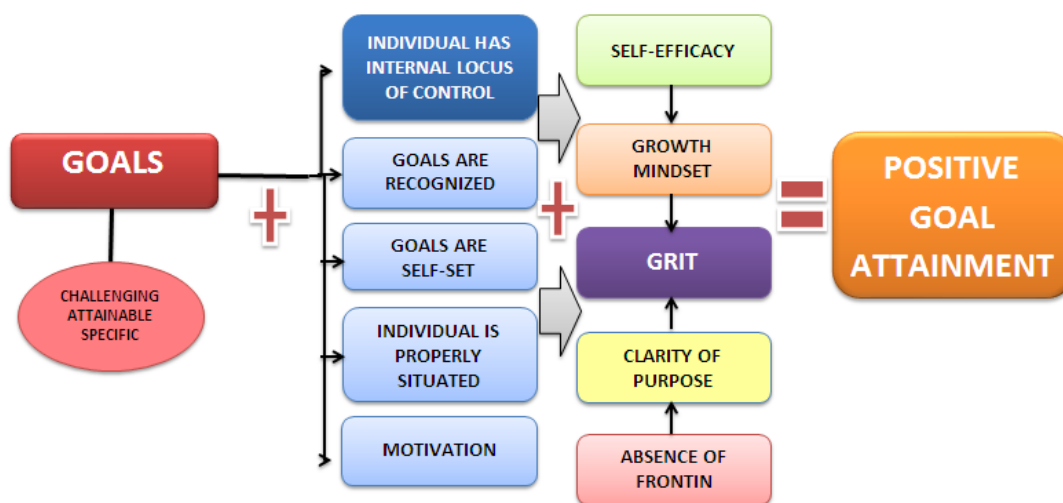 GOALS
CHALLENGING
ATTAINABLE
SPECIFIC
INDIVIDUAL HAS
INTERNAL LOCUS
OF CONTROL
GOALS ARE
RECOGNIZED
GOALS ARE
SELF-SET
INDIVIDUAL IS
PROPERLY
SITUATED
MOTIVATION
SELF-EFFICACY
GROWTH
MINDSET
GRIT
CLARITY OF
PURPOSE
ABSENCE OF
FRONTIN
POSITIVE
GOAL
ATTAINMENT